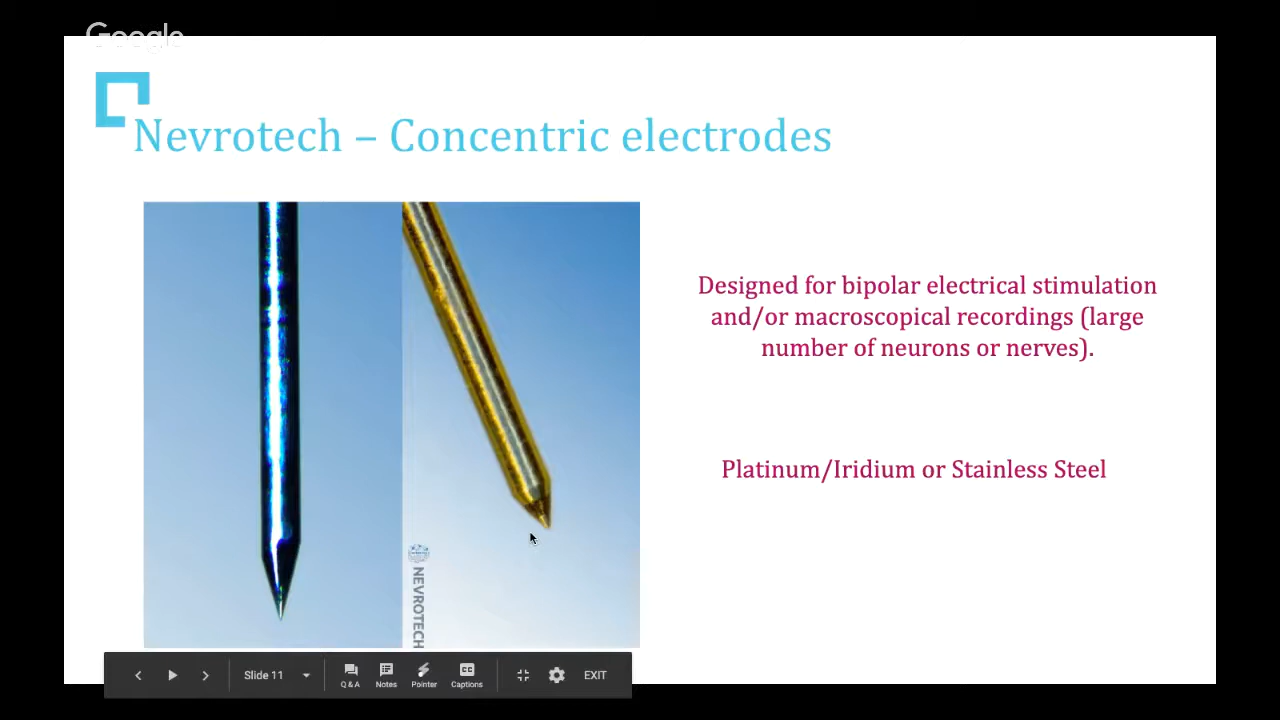 Google
Nevrotech – Concentric electrodes
Designed for bipolar electrical stimulation
and/or macroscopical recordings (large
number of neurons or nerves).
Platinum/Iridium or Stainless Steel
NEVROTECH
Slide 11
Q & A
Notes
Pointer
Captions
CC
EXIT